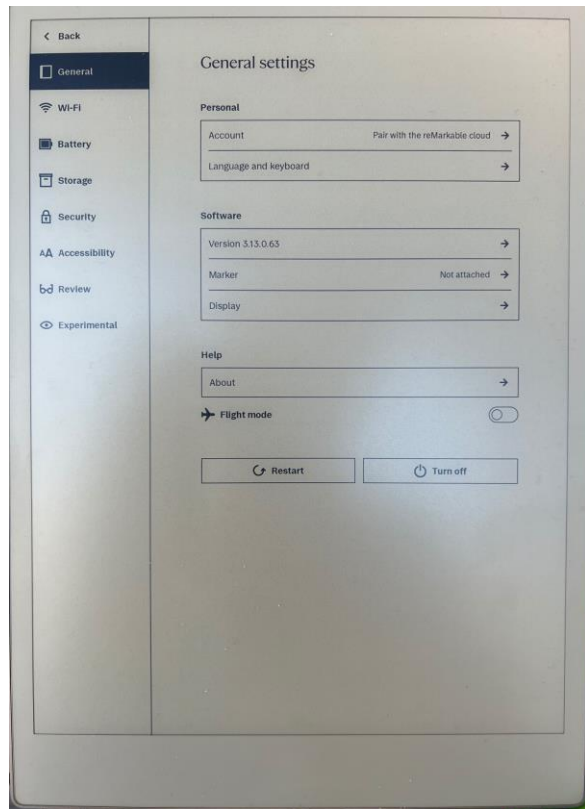 Back
General
Wi-Fi
Battery
Storage
Security
AA Accessibility
Review
Experimental
General settings
Personal
Account Pair with the reMarkable cloud
Language and keyboard
Software
Version 3.13.0.63
Marker Not attached
Display
Help
About
Flight mode
Restart Turn off